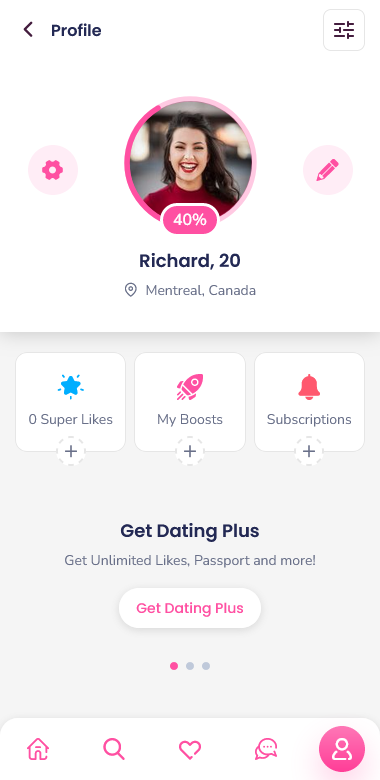 Profile
40%
Richard, 20
Mentreal, Canada
0 Super Likes
My Boosts
Subscriptions
Get Dating Plus
Get Unlimited Likes, Passport and more!
Get Dating Plus